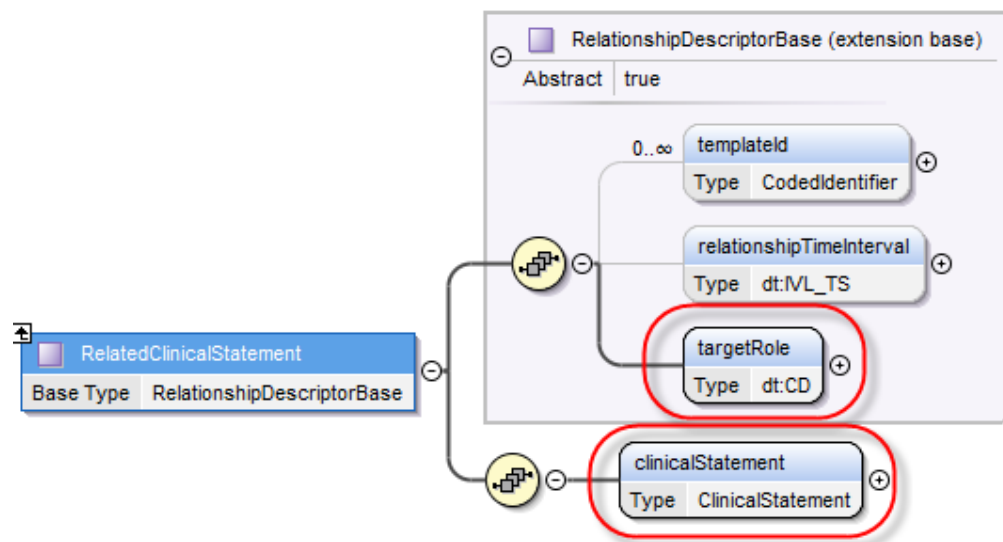 RelationshipDescriptorBase (extension base)
Abstract true
0..∞ templateId
Type CodedIdentifier
relationshipTimeInterval
Type dt:IVL_TS
targetRole
Type dt:CD
RelatedClinicalStatement
Base Type RelationshipDescriptorBase
clinicalStatement
Type ClinicalStatement